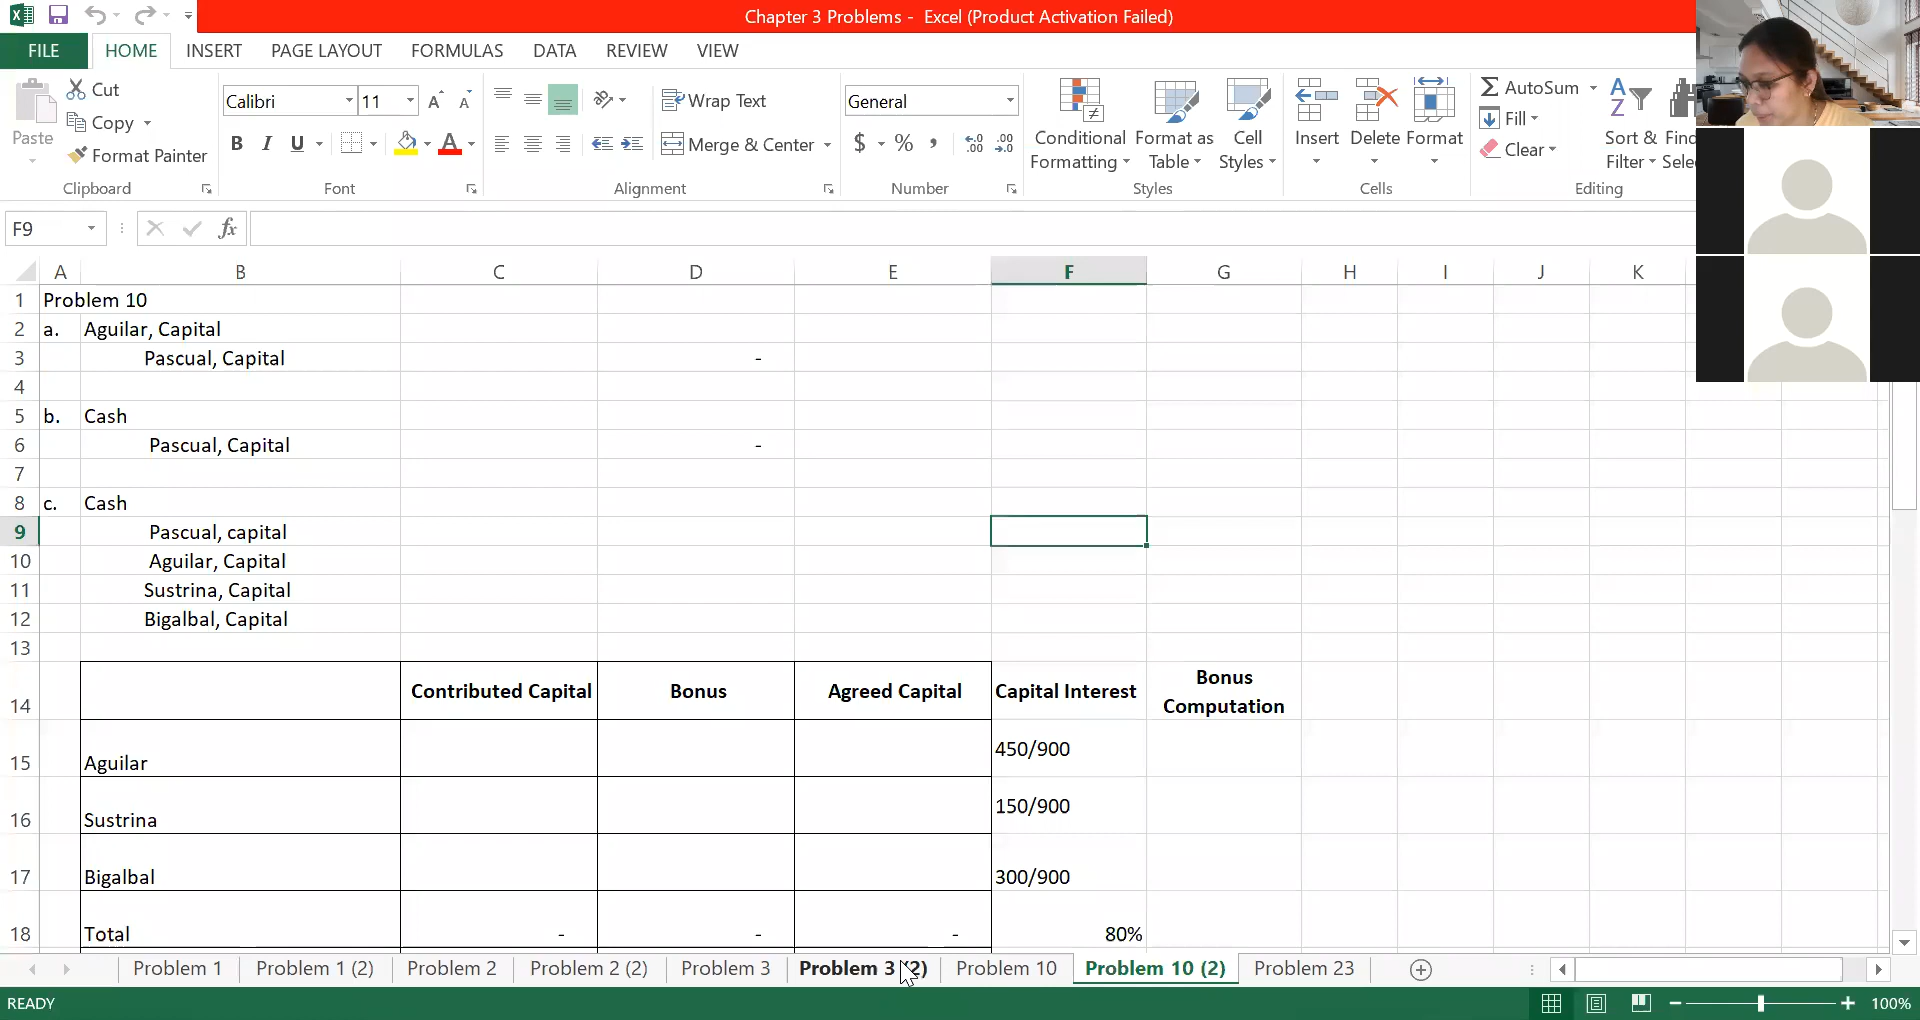 Chapter 3 Problems -  Excel (Product Activation Failed)
FILE HOME INSERT PAGE LAYOUT FORMULAS DATA REVIEW VIEW
Cut
Copy
Format Painter
Paste
Clipboard
Calibri 11
B I U
Font
Wrap Text
Merge & Center
Alignment
General
$ % ,
Number
Conditional Formatting
Format as Table
Cell Styles
Styles
Insert Delete Format
Cells
AutoSum
Fill
Clear
Sort & Filter
Editing
F9
fx
A B C D E F G H I J K
1 Problem 10
2 a. Aguilar, Capital
3 Pascual, Capital -
4
5 b. Cash
6 Pascual, Capital -
7
8 c. Cash
9 Pascual, capital
10 Aguilar, Capital
11 Sustrina, Capital
12 Bigalbal, Capital
13
14 Contributed Capital Bonus Agreed Capital Capital Interest Bonus Computation
15 Aguilar 450/900
16 Sustrina 150/900
17 Bigalbal 300/900
18 Total - - - 80%
Problem 1 Problem 1 (2) Problem 2 Problem 2 (2) Problem 3 Problem 3 (2) Problem 10 Problem 10 (2) Problem 23
READY 100%